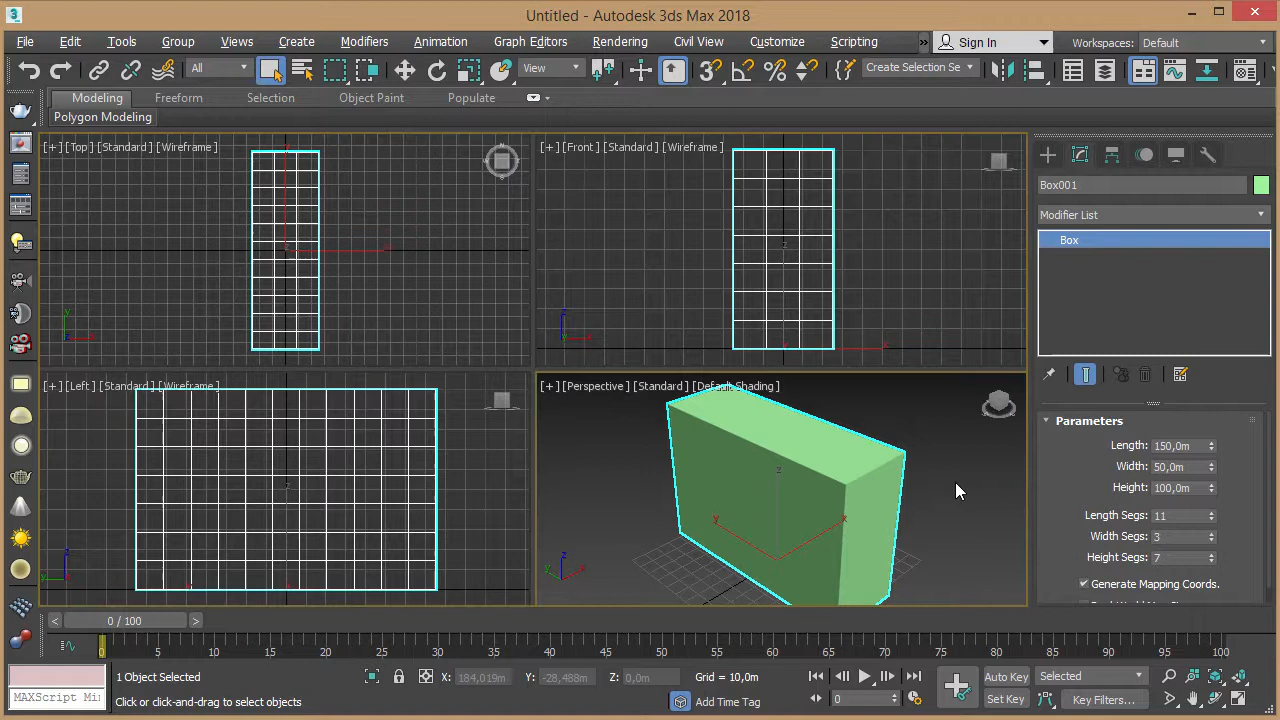 Untitled - Autodesk 3ds Max 2018
File Edit Tools Group Views Create Modifiers Animation Graph Editors Rendering Civil View Customize Scripting » Sign In Workspaces: Default
All View Create Selection Se
Modeling Freeform Selection Object Paint Populate
Polygon Modeling
[+] [Top] [Standard] [Wireframe]
[+] [Front] [Standard] [Wireframe]
[+] [Left] [Standard] [Wireframe]
[+] [Perspective] [Standard] [Default Shading]
Box001
Modifier List
Box
Parameters
Length: 150,0m
Width: 50,0m
Height: 100,0m
Length Segs: 11
Width Segs: 3
Height Segs: 7
Generate Mapping Coords.
< 0 / 100 >
0 5 10 15 20 25 30 35 40 45 50 55 60 65 70 75 80 85 90 95 100
1 Object Selected X: 184,019m Y: -28,488m Z: 0,0m Grid = 10,0m Auto Key Selected
MAXScript Mi Click or click-and-drag to select objects Add Time Tag 0 Set Key Key Filters...